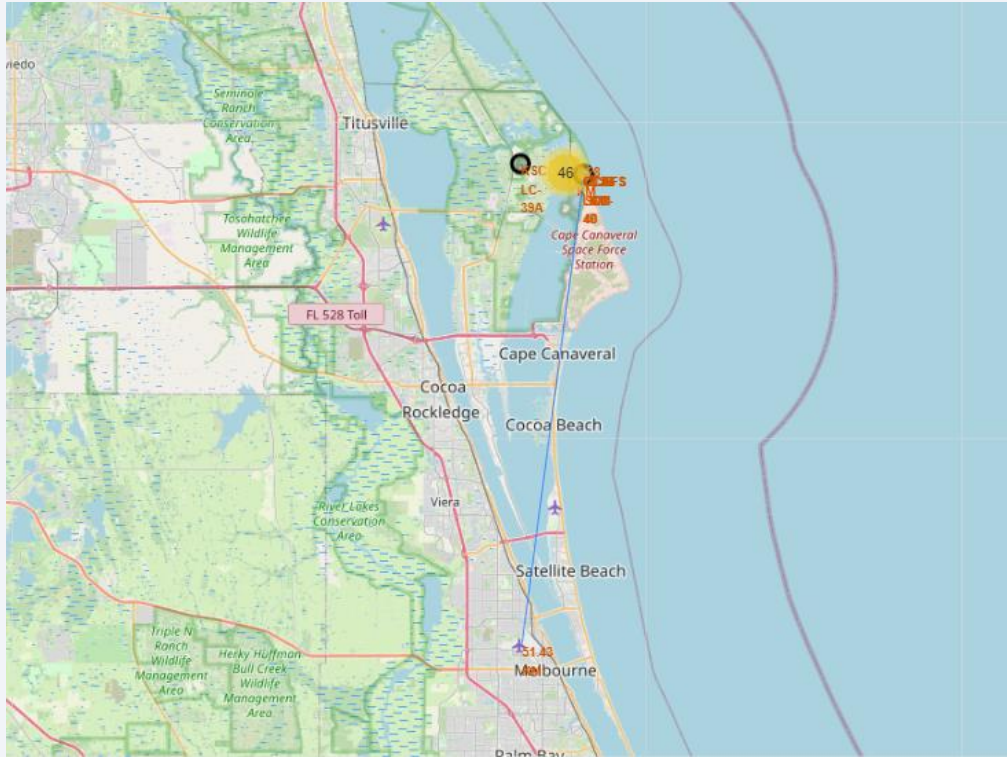 Seminole
Ranch
Conservation
Area
Titusville
46
KSC
LC-
39A
Cape Canaveral
Space Force
Station
Tosohatchee
Wildlife
Management
Area
FL 528 Toll
Cape Canaveral
Cocoa
Rockledge
Cocoa Beach
Viera
River Lakes
Conservation
Area
Satellite Beach
Triple N
Ranch
Wildlife
Management
Area
Herky Huffman
Bull Creek
Wildlife
Management
Area
51.43
Melbourne
Palm Bay